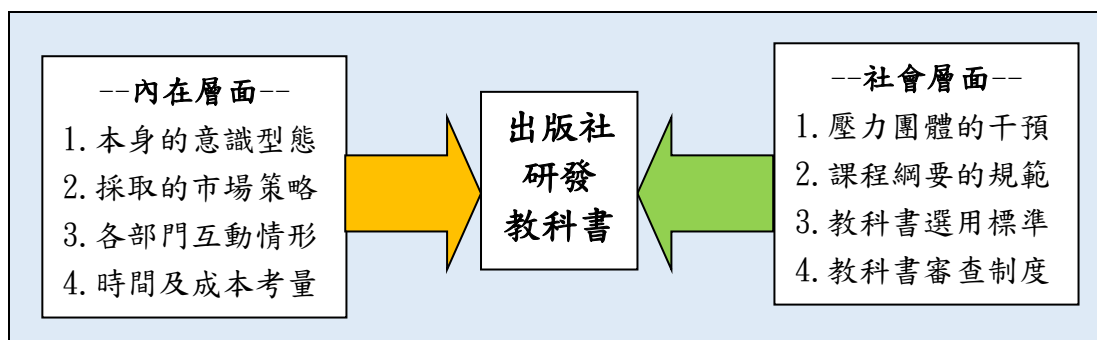 --內在層面--
1.本身的意識型態
2.採取的市場策略
3.各部門互動情形
4.時間及成本考量
出版社
研發
教科書
--社會層面--
1.壓力團體的干預
2.課程綱要的規範
3.教科書選用標準
4.教科書審查制度